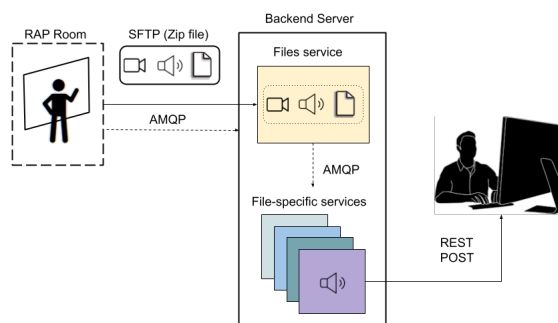 Backend Server
RAP Room
SFTP (Zip file)
Files service
AMQP
AMQP
File-specific services
REST
POST